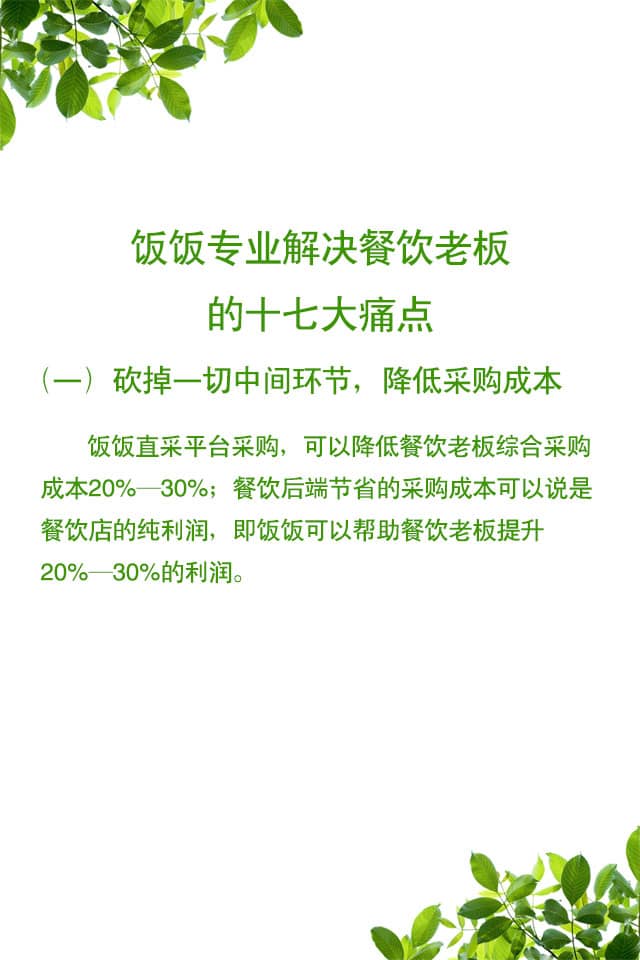 饭饭专业解决餐饮老板
的十七大痛点
（一）砍掉一切中间环节，降低采购成本
饭饭直采平台采购，可以降低餐饮老板综合采购
成本20%—30%；餐饮后端节省的采购成本可以说是
餐饮店的纯利润，即饭饭可以帮助餐饮老板提升
20%—30%的利润。